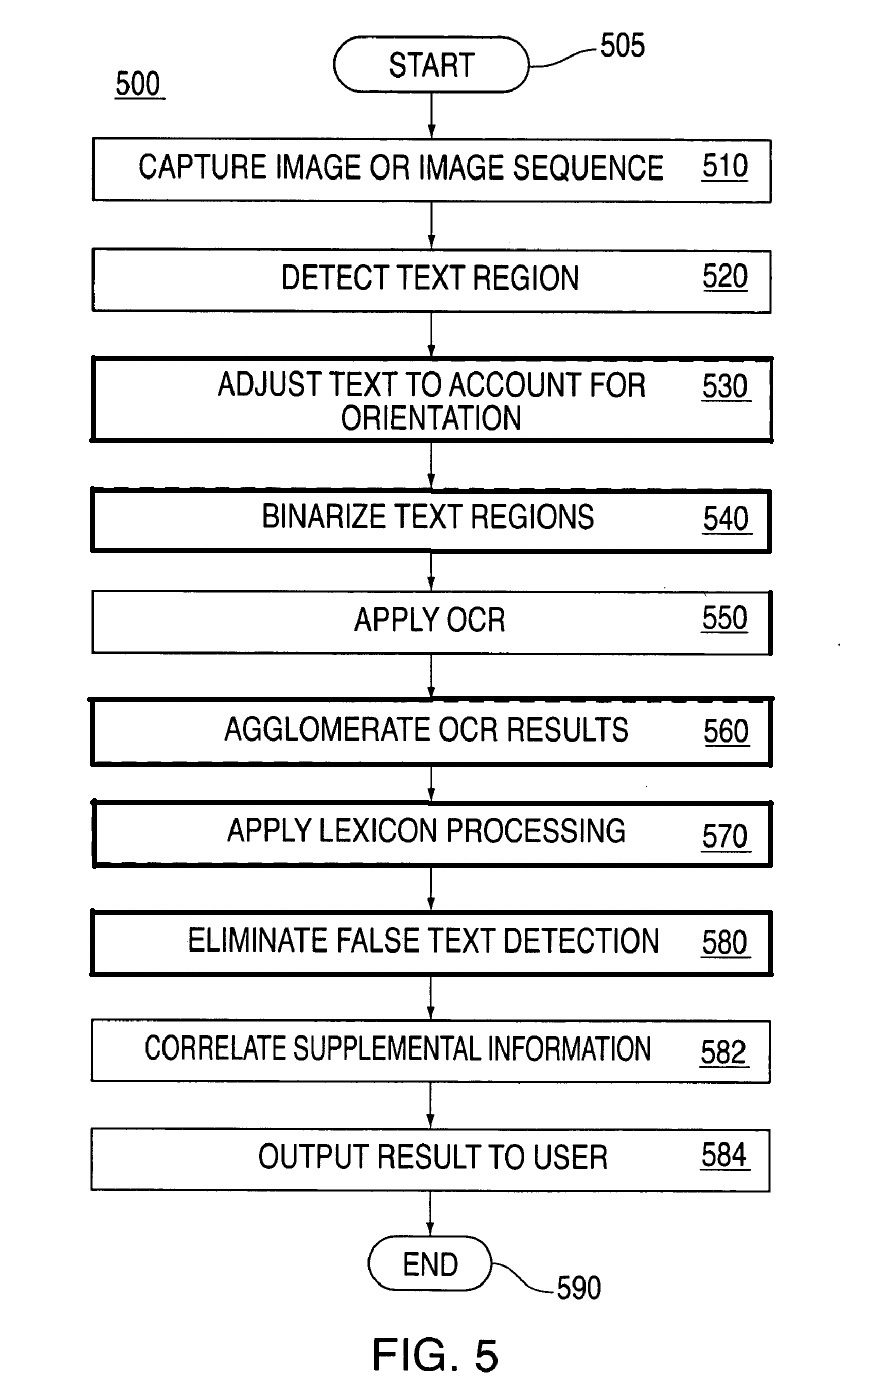 START 505
500
CAPTURE IMAGE OR IMAGE SEQUENCE 510
DETECT TEXT REGION 520
ADJUST TEXT TO ACCOUNT FOR 530
ORIENTATION
BINARIZE TEXT REGIONS 540
APPLY OCR 550
AGGLOMERATE OCR RESULTS 560
APPLY LEXICON PROCESSING 570
ELIMINATE FALSE TEXT DETECTION 580
CORRELATE SUPPLEMENTAL INFORMATION 582
OUTPUT RESULT TO USER 584
END 590
FIG. 5